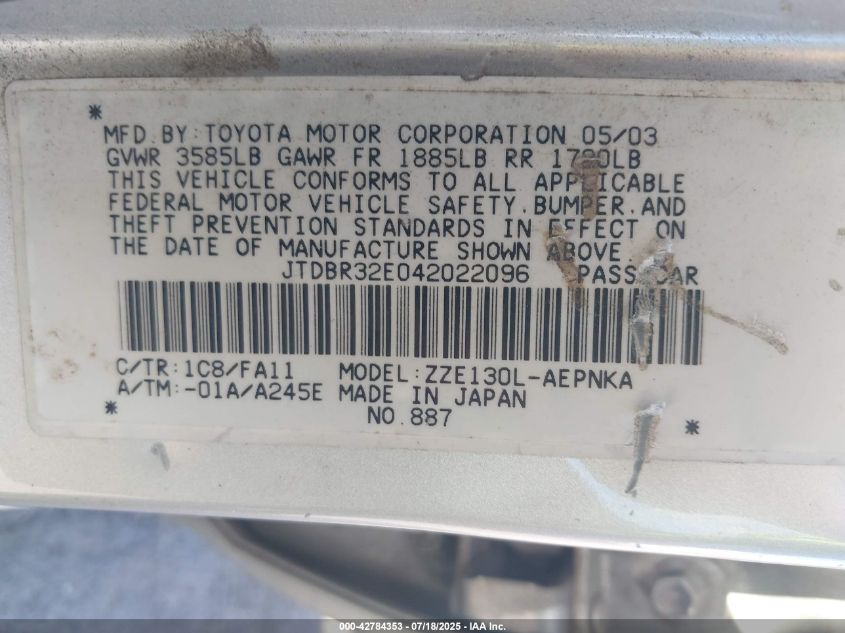 *
MFD.BY:TOYOTA MOTOR CORPORATION 05/03
GVWR 3585LB GAWR FR 1885LB RR LB
THIS VEHICLE CONFORMS TO ALL APPLICABLE
FEDERAL MOTOR VEHICLE SAFETY,BUMPER,AND
THEFT PREVENTION STANDARDS IN EFFECT ON
THE DATE OF MANUFACTURE SHOWN ABOVE.
JTDBR32E042022096 PASS.CAR
C/TR:1C8/FA11 MODEL:ZZE130L-AEPNKA
A/TM:-01A/A245E MADE IN JAPAN
* NO.887 *
000-42784353 - 07/18/2025 - IAAI.COM